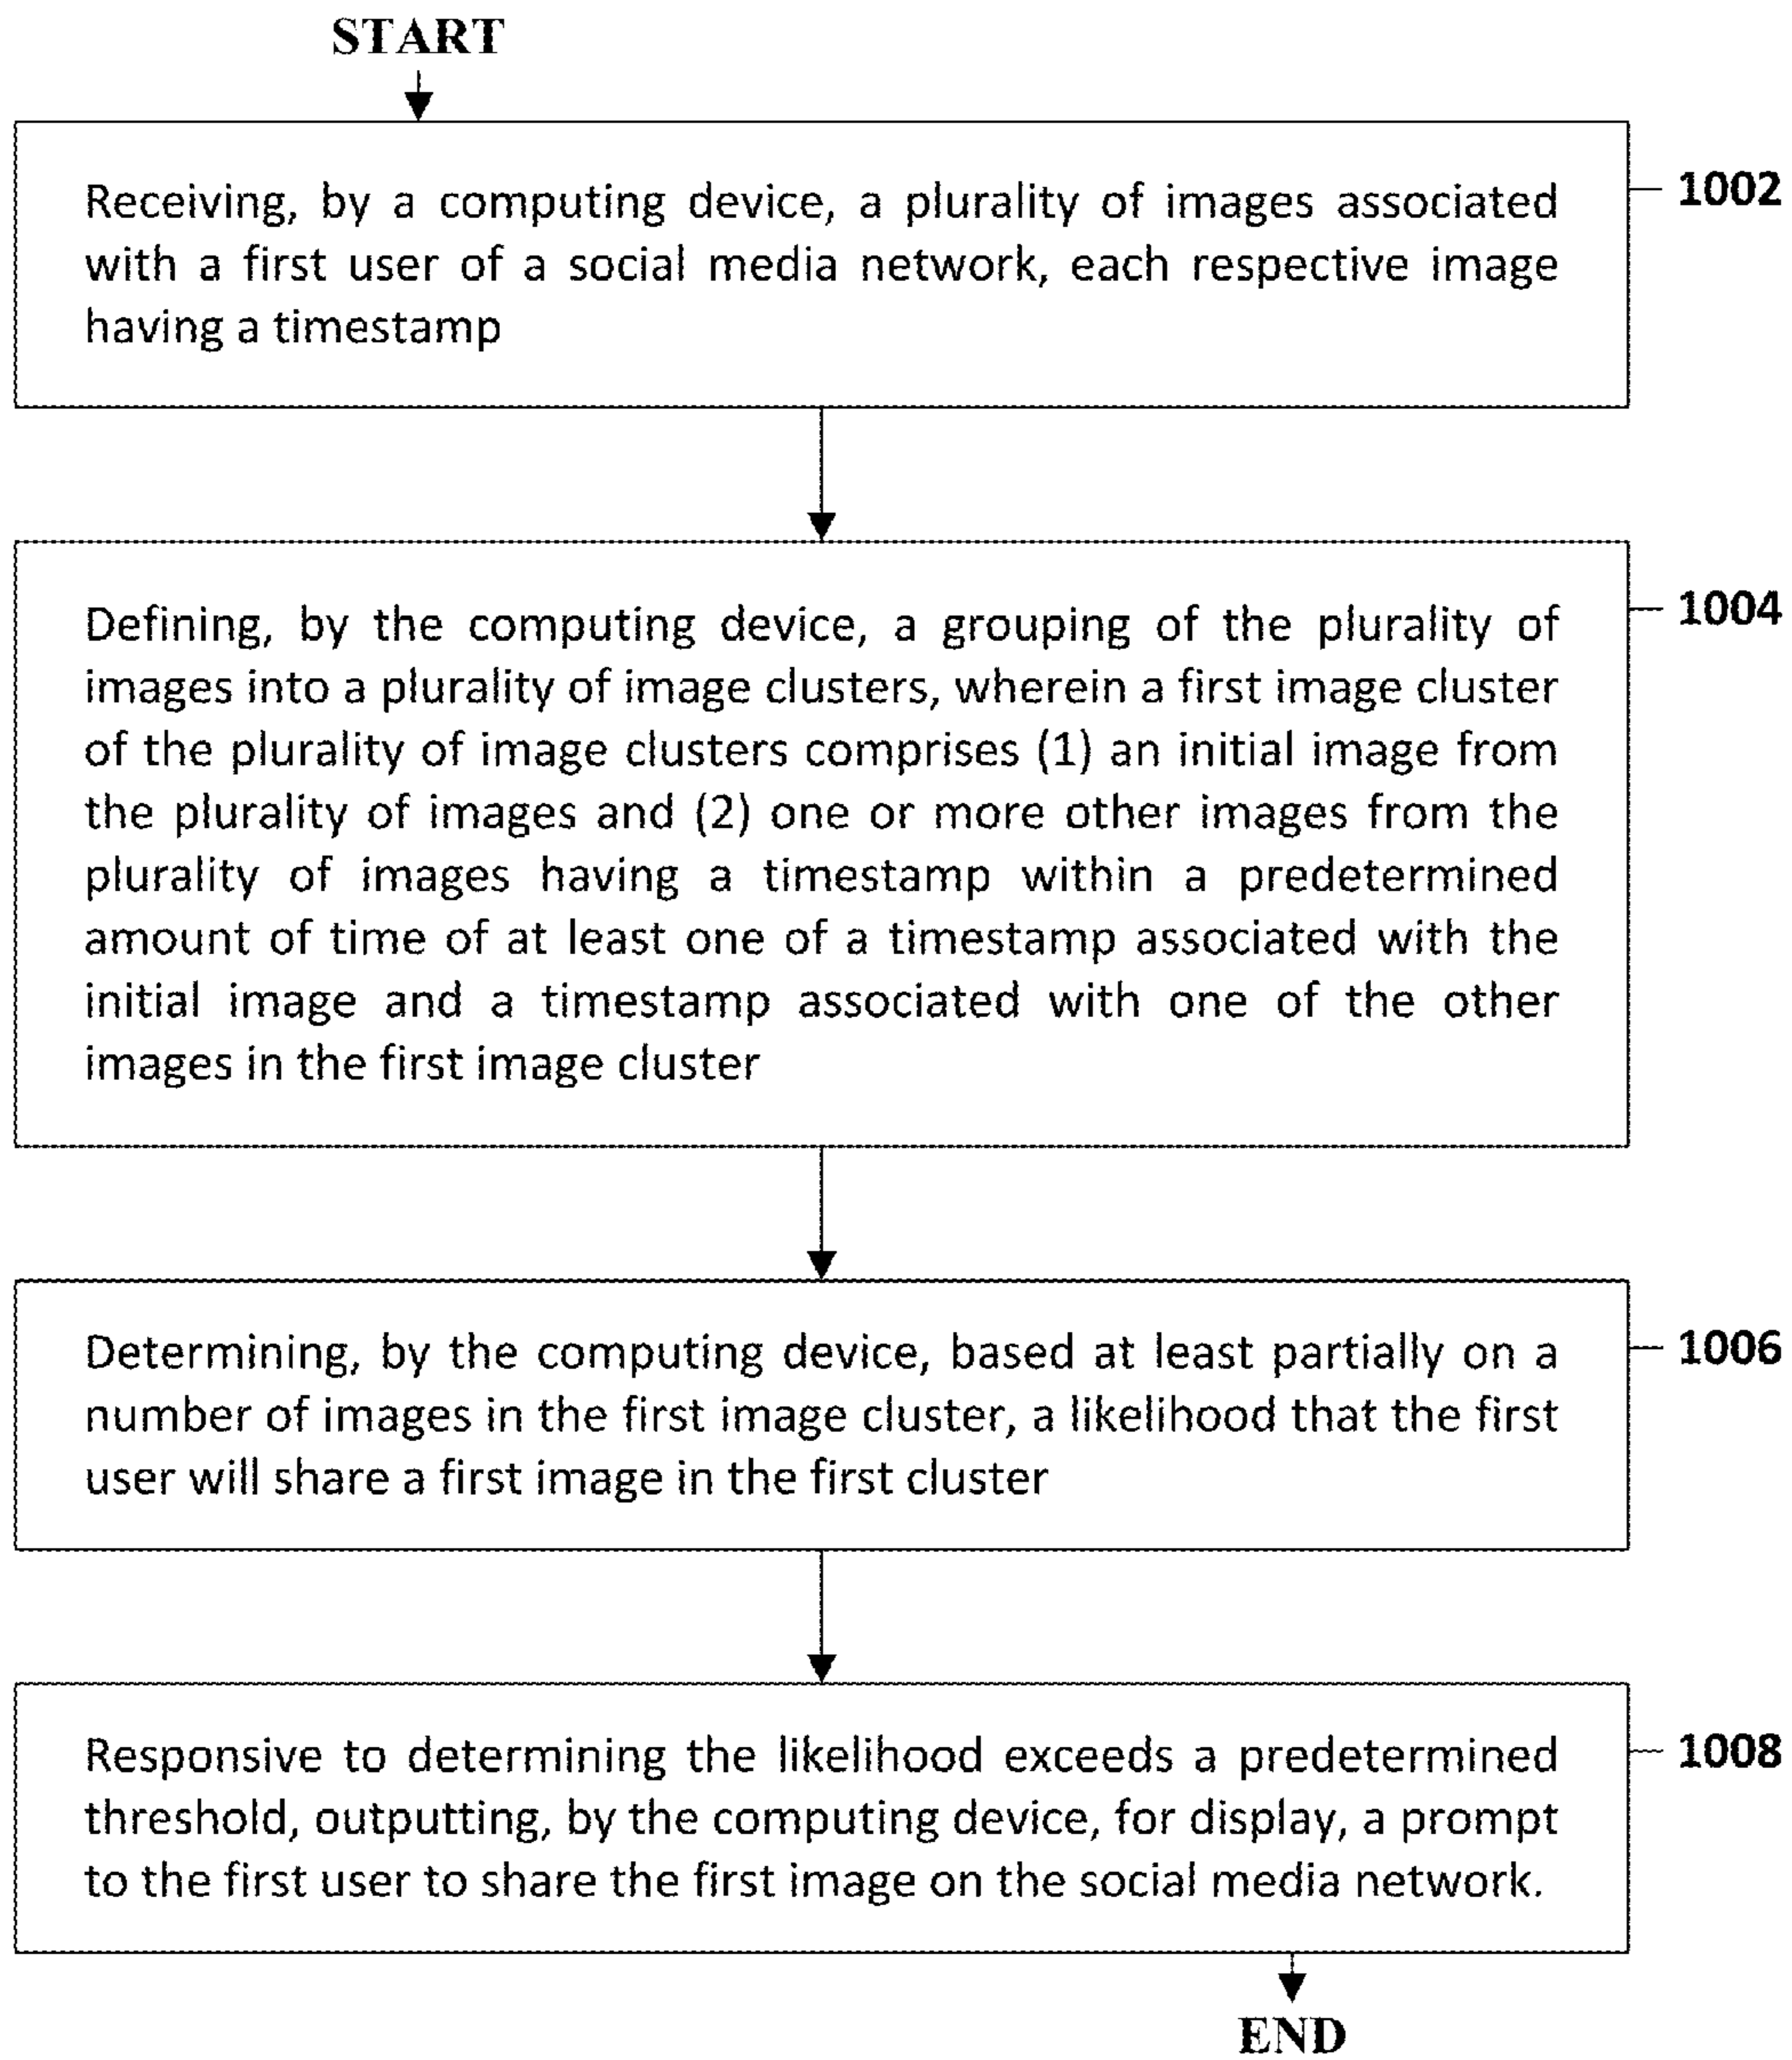 START
Receiving, by a computing device, a plurality of images associated
with a first user of a social media network, each respective image
having a timestamp
1002
Defining, by the computing device, a grouping of the plurality of
images into a plurality of image clusters, wherein a first image cluster
of the plurality of image clusters comprises (1) an initial image from
the plurality of images and (2) one or more other images from the
plurality of images having a timestamp within a predetermined
amount of time of at least one of a timestamp associated with the
initial image and a timestamp associated with one of the other
images in the first image cluster
1004
Determining, by the computing device, based at least partially on a
number of images in the first image cluster, a likelihood that the first
user will share a first image in the first cluster
1006
Responsive to determining the likelihood exceeds a predetermined
threshold, outputting, by the computing device, for display, a prompt
to the first user to share the first image on the social media network.
1008
END